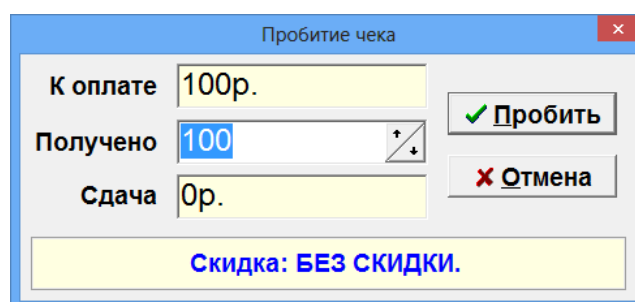 Пробитие чека
К оплате 100р.
Пробить
Получено 100
Отмена
Сдача 0р.
Скидка: БЕЗ СКИДКИ.